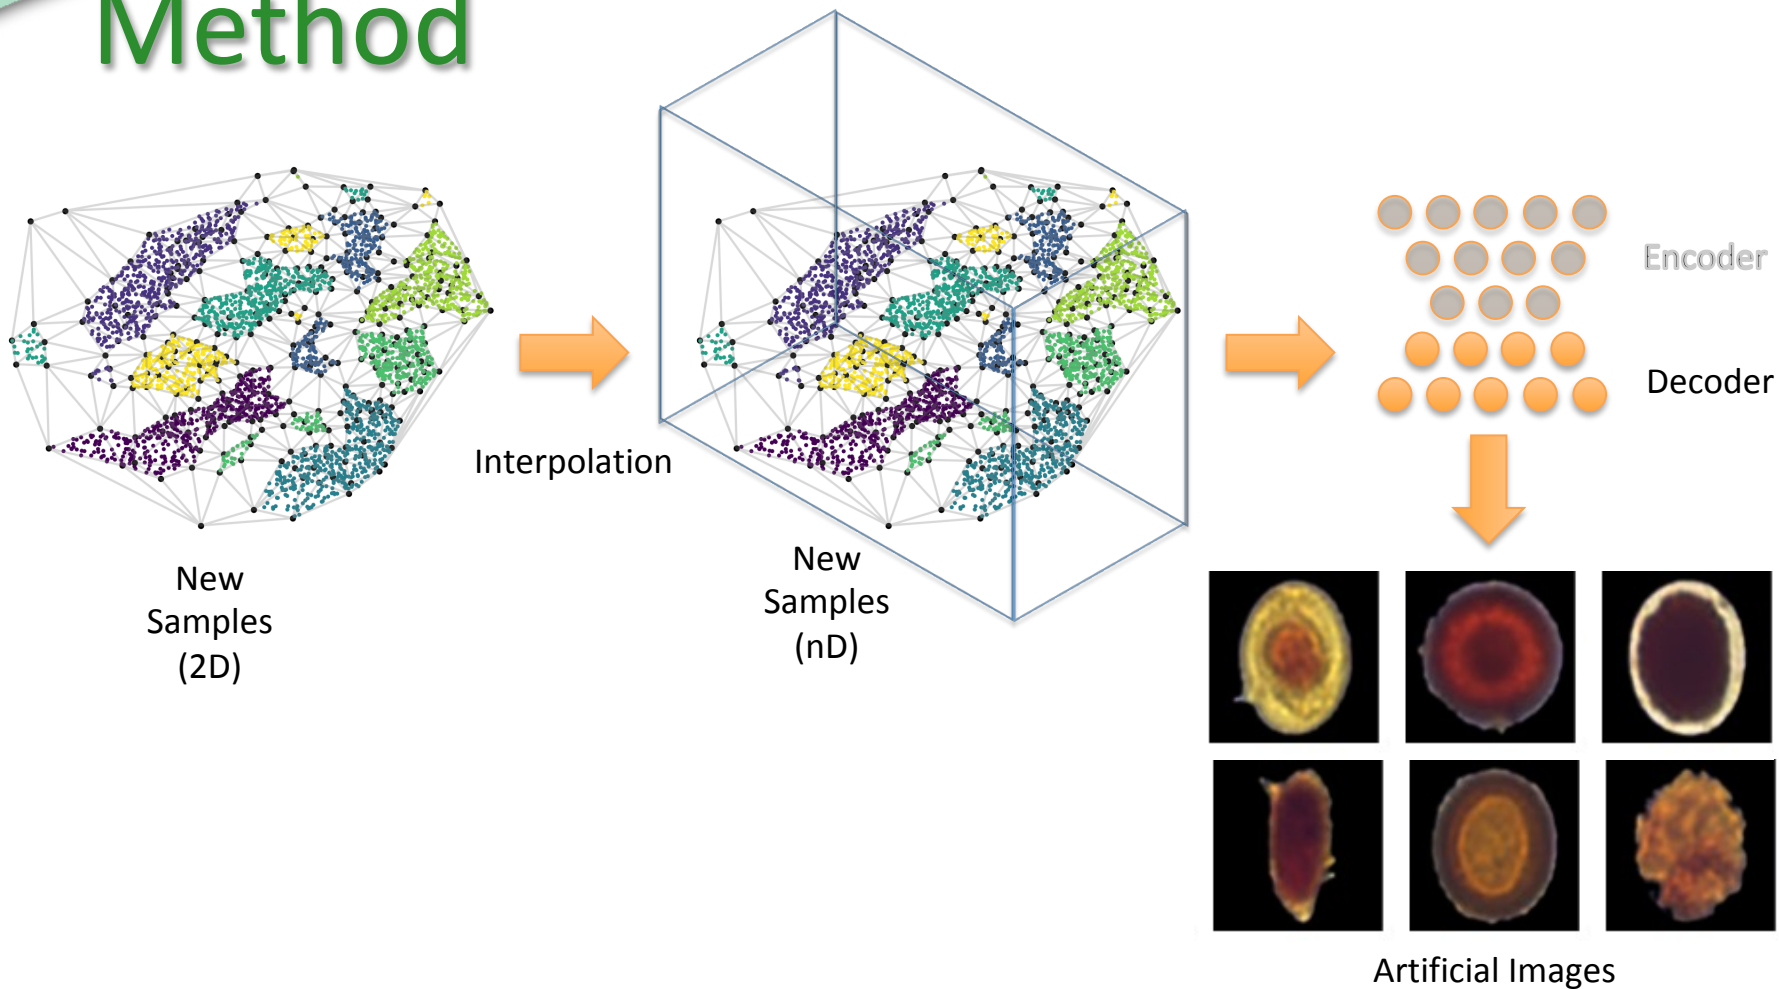 Method
Encoder
Decoder
Interpolation
New
Samples
(2D)
New
Samples
(nD)
Artificial Images